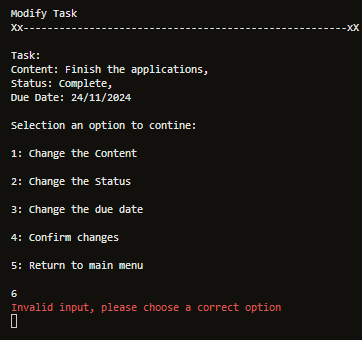 Modify Task
Xx------------------------------------------------------xX
Task:
Content: Finish the applications,
Status: Complete,
Due Date: 24/11/2024
Selection an option to contine:
1: Change the Content
2: Change the Status
3: Change the due date
4: Confirm changes
5: Return to main menu
6
Invalid input, please choose a correct option